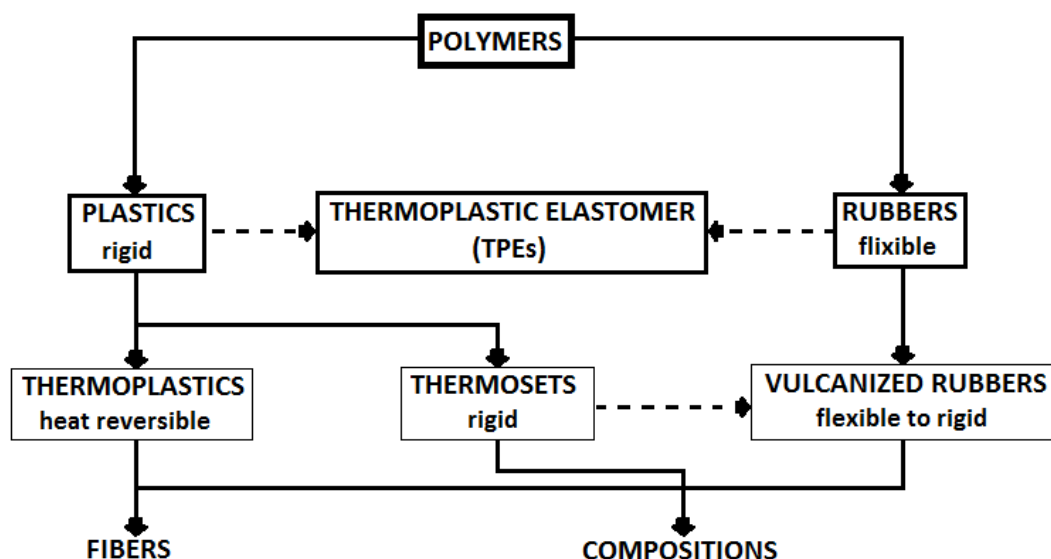 POLYMERS
PLASTICS
rigid
THERMOPLASTIC ELASTOMER
(TPEs)
RUBBERS
flixible
THERMOPLASTICS
heat reversible
THERMOSETS
rigid
VULCANIZED RUBBERS
flexible to rigid
FIBERS
COMPOSITIONS